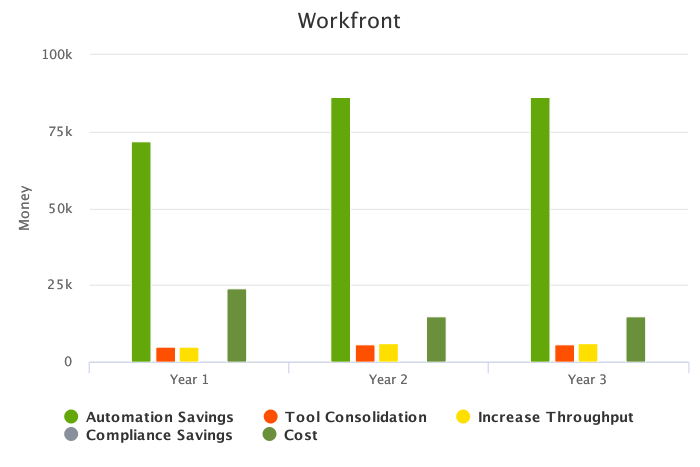 Workfront
100k
75k
50k
25k
0
Money
Year 1 Year 2 Year 3
Automation Savings Tool Consolidation Increase Throughput
Compliance Savings Cost